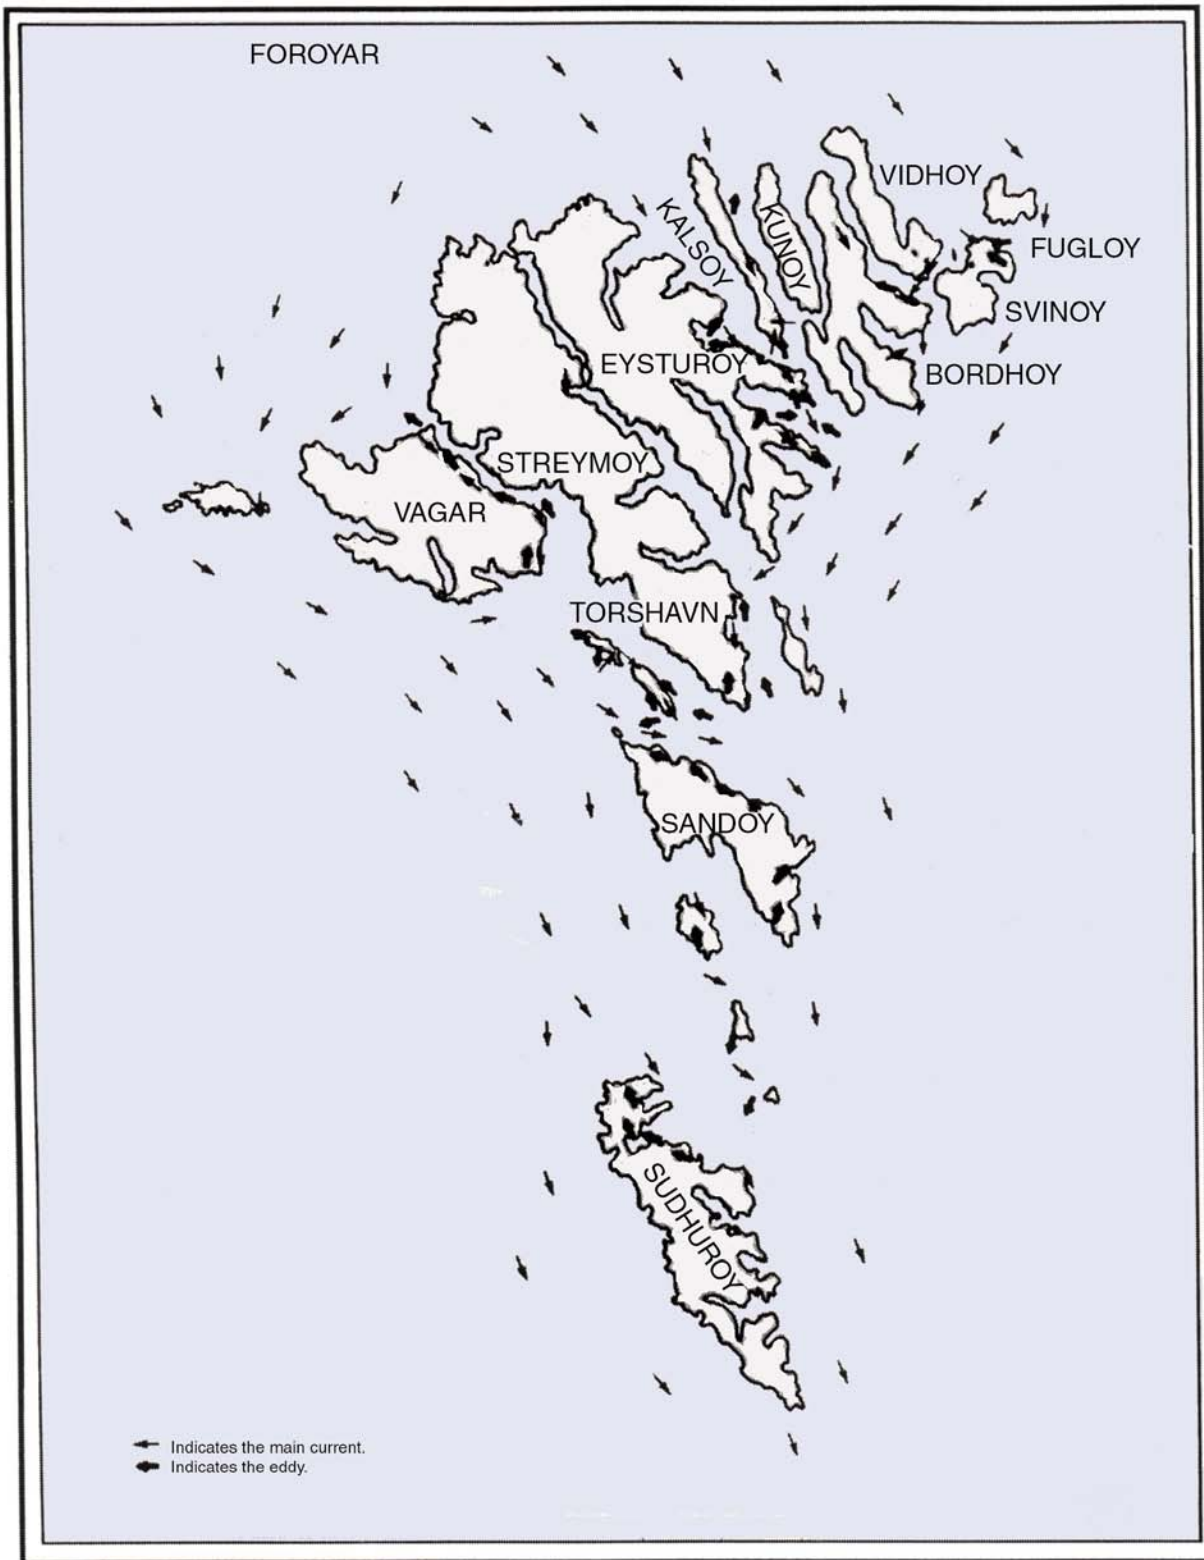 FOROYAR
VIDHOY
KALSOY
KUNOY
FUGLOY
SVINOY
EYSTUROY
BORDHOY
STREYMOY
VAGAR
TORSHAVN
SANDOY
SUDHUROY
Indicates the main current.
Indicates the eddy.